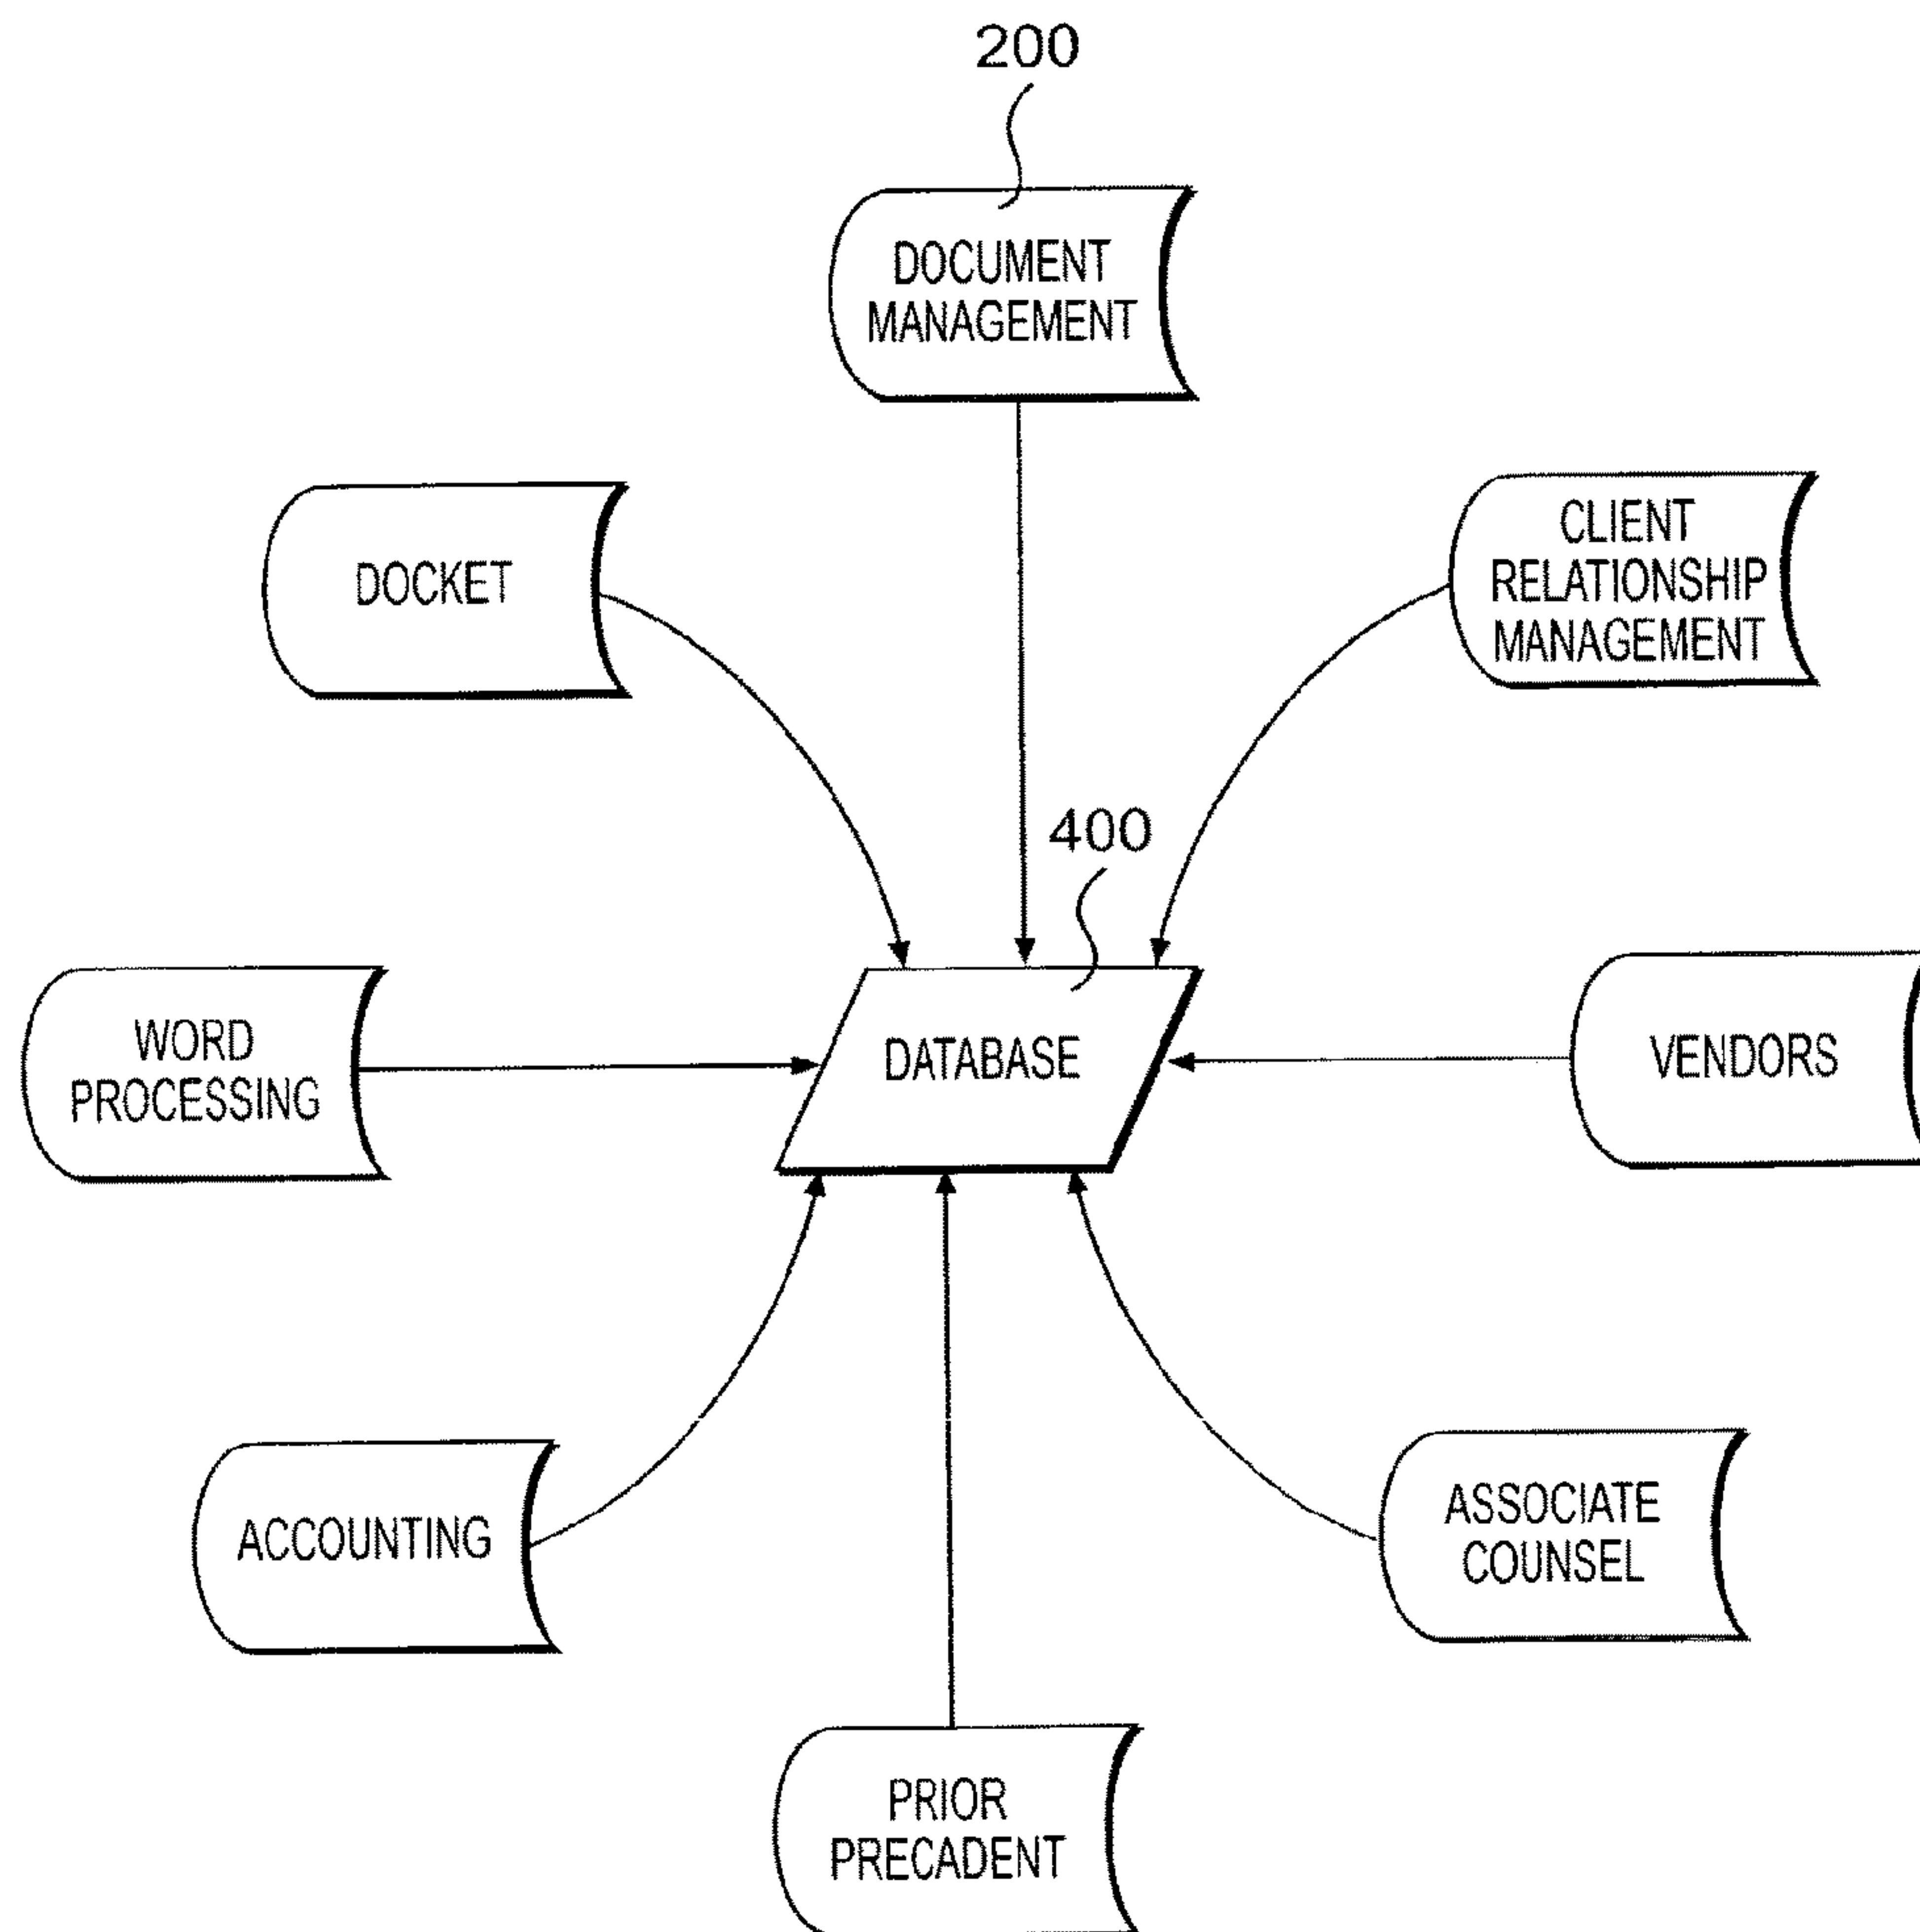 200
DOCUMENT
MANAGEMENT
DOCKET
CLIENT
RELATIONSHIP
MANAGEMENT
400
WORD
PROCESSING
DATABASE
VENDORS
ACCOUNTING
ASSOCIATE
COUNSEL
PRIOR
PRECADENT